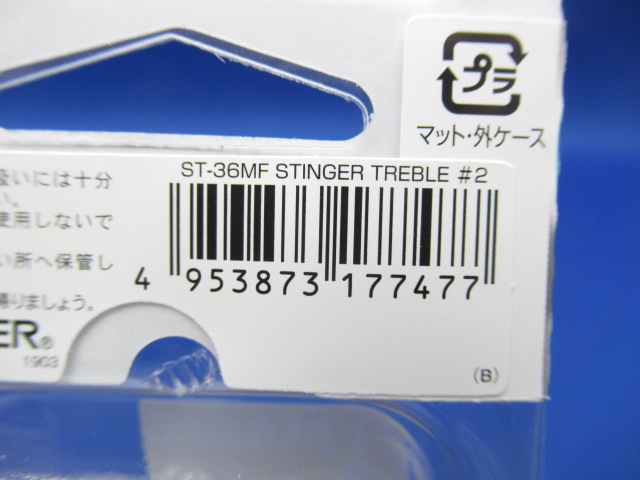 プラ
マット・外ケース
ST-36MF STINGER TREBLE #2
扱いには十分
い。
使用しないで
い所へ保管し
帰りましょう。
4 953873 177477
ER®
1903
(B)